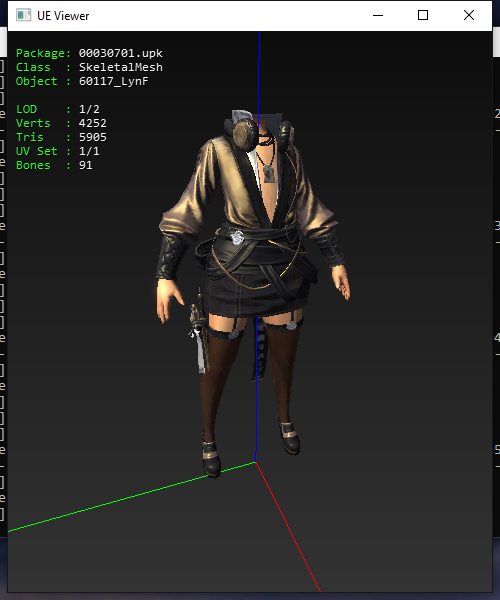 UE Viewer
Package: 00030701.upk
Class  : SkeletalMesh
Object : 60117_LynF
LOD    : 1/2
Verts  : 4252
Tris   : 5905
UV Set : 1/1
Bones  : 91